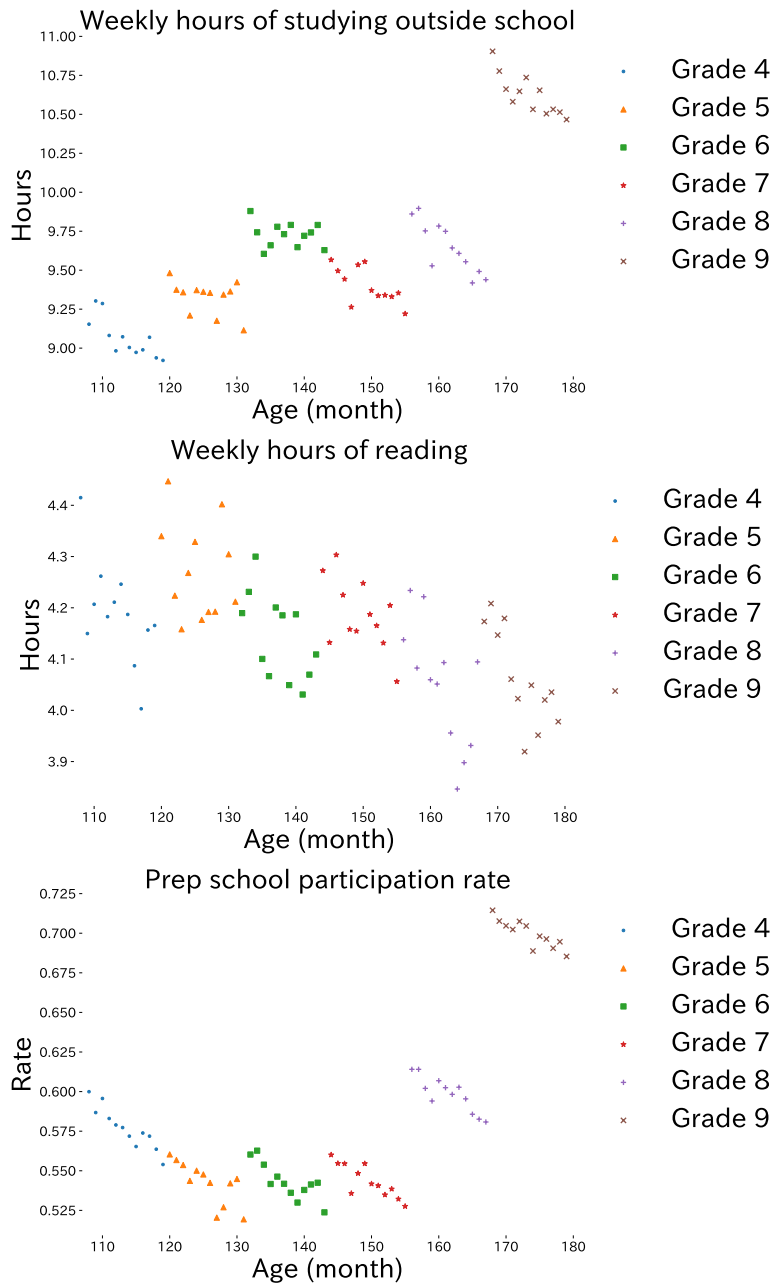 Weekly hours of studying outside school
11.00
10.75
10.50
10.25
10.00
9.75
9.50
9.25
9.00
Hours
110 120 130 140 150 160 170 180
Age (month)
Grade 4
Grade 5
Grade 6
Grade 7
Grade 8
Grade 9
Weekly hours of reading
4.4
4.3
4.2
4.1
4.0
3.9
Hours
110 120 130 140 150 160 170 180
Age (month)
Grade 4
Grade 5
Grade 6
Grade 7
Grade 8
Grade 9
Prep school participation rate
0.725
0.700
0.675
0.650
0.625
0.600
0.575
0.550
0.525
Rate
110 120 130 140 150 160 170 180
Age (month)
Grade 4
Grade 5
Grade 6
Grade 7
Grade 8
Grade 9